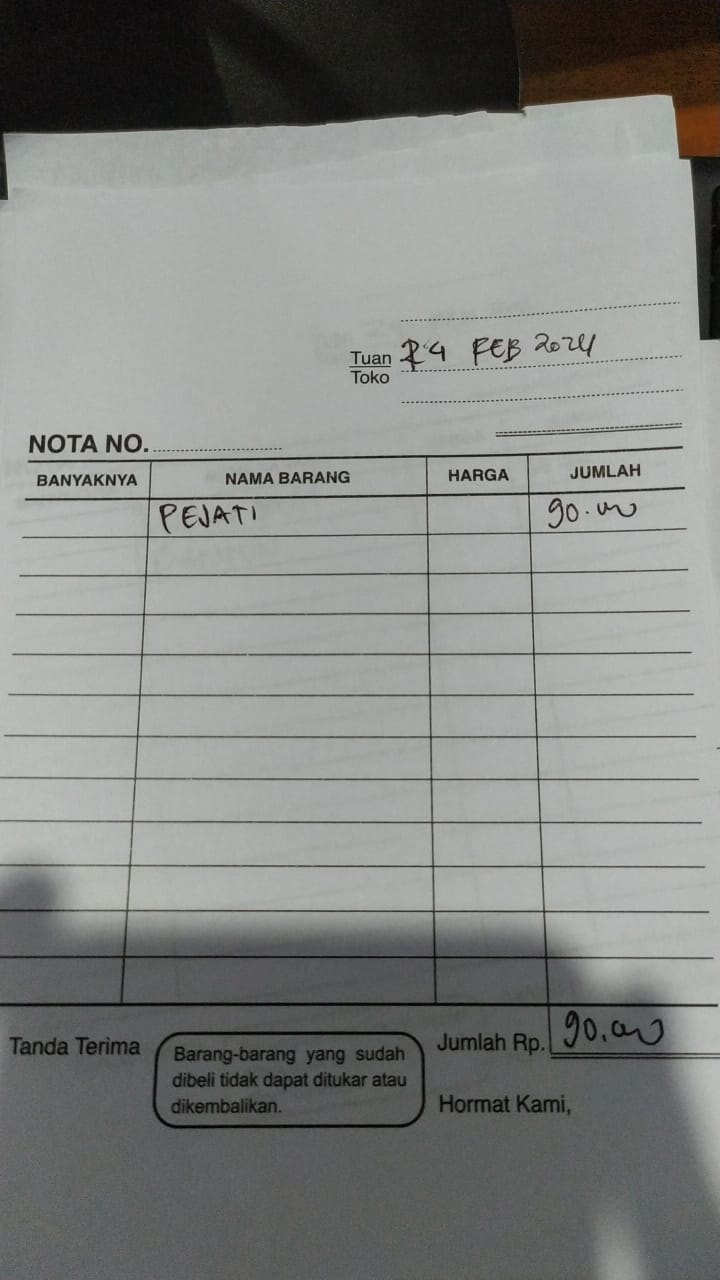 Tuan 24 FEB 2024
Toko
NOTA NO.
BANYAKNYA NAMA BARANG HARGA JUMLAH
PEJATI 90.000
Tanda Terima
Barang-barang yang sudah
dibeli tidak dapat ditukar atau
dikembalikan.
Jumlah Rp. 90.000
Hormat Kami,